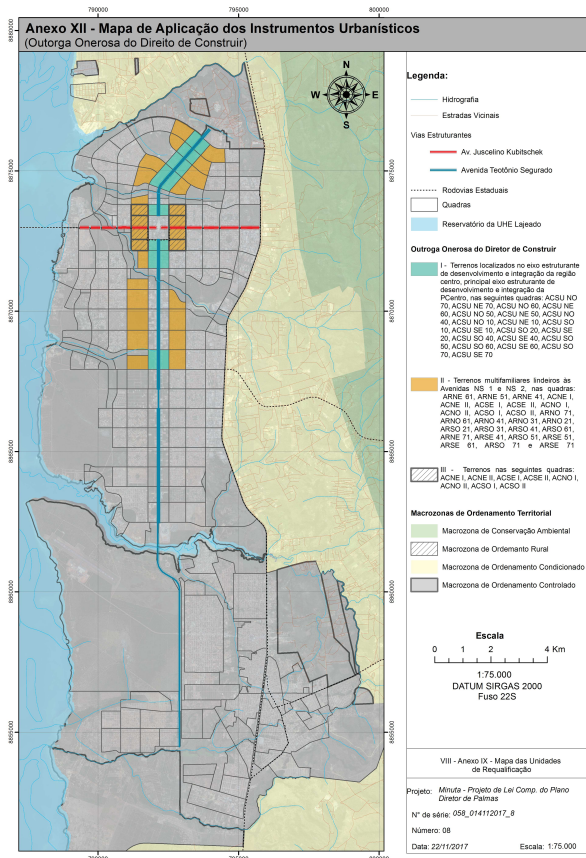 Anexo XII - Mapa de Aplicação dos Instrumentos Urbanísticos
(Outorga Onerosa do Direito de Construir)
790000
795000
800000
8880000
8875000
8870000
8865000
8860000
8855000
790000
795000
800000
N
W
E
S
Legenda:
Hidrografia
Estradas Vicinais
Vias Estruturantes
Av. Juscelino Kubitschek
Avenida Teotônio Segurado
Rodovias Estaduais
Quadras
Reservatório da UHE Lajeado
Outroga Onerosa do Diretor de Construir
I - Terrenos localizados no eixo estruturante
de desenvolvimento e integração da região
centro, principal eixo estruturante de
desenvolvimento e integração da
PCentro, nas seguintes quadras: ACSU NO
70, ACSU NE 70, ACSU NO 60, ACSU NE
60, ACSU NO 50, ACSU NE 50, ACSU NO
40, ACSU NO 10, ACSU NE 10, ACSU SO
10, ACSU SE 10, ACSU SO 20, ACSU SE
20, ACSU SO 40, ACSU SE 40, ACSU SO
50, ACSU SO 60, ACSU SE 60, ACSU SO
70, ACSU SE 70
II - Terrenos multifamiliares lindeiros às
Avenidas NS 1 e NS 2, nas quadras:
ARNE 61, ARNE 51, ARNE 41, ACNE I,
ACNE II, ACSE I, ACSE II, ACNO I,
ACNO II, ACSO I, ACSO II, ARNO 71,
ARNO 61, ARNO 41, ARNO 31, ARNO 21,
ARSO 21, ARSO 31, ARSO 41, ARSO 61,
ARNE 71, ARSE 41, ARSO 51, ARSE 51,
ARSE 61, ARSO 71 e ARSE 71
III - Terrenos nas seguintes quadras:
ACNE I, ACNE II, ACSE I, ACSE II, ACNO I,
ACNO II, ACSO I, ACSO II
Macrozonas de Ordenamento Territorial
Macrozona de Conservação Ambiental
Macrozona de Ordemanto Rural
Macrozona de Ordenamento Condicionado
Macrozona de Ordenamento Controlado
Escala
0 1 2 4 Km
1:75.000
DATUM SIRGAS 2000
Fuso 22S
VIII - Anexo IX - Mapa das Unidades
de Requalificação
Projeto: Minuta - Projeto de Lei Comp. do Plano
Diretor de Palmas
N° de série: 058_014112017_8
Número: 08
Data: 22/11/2017 Escala: 1:75.000